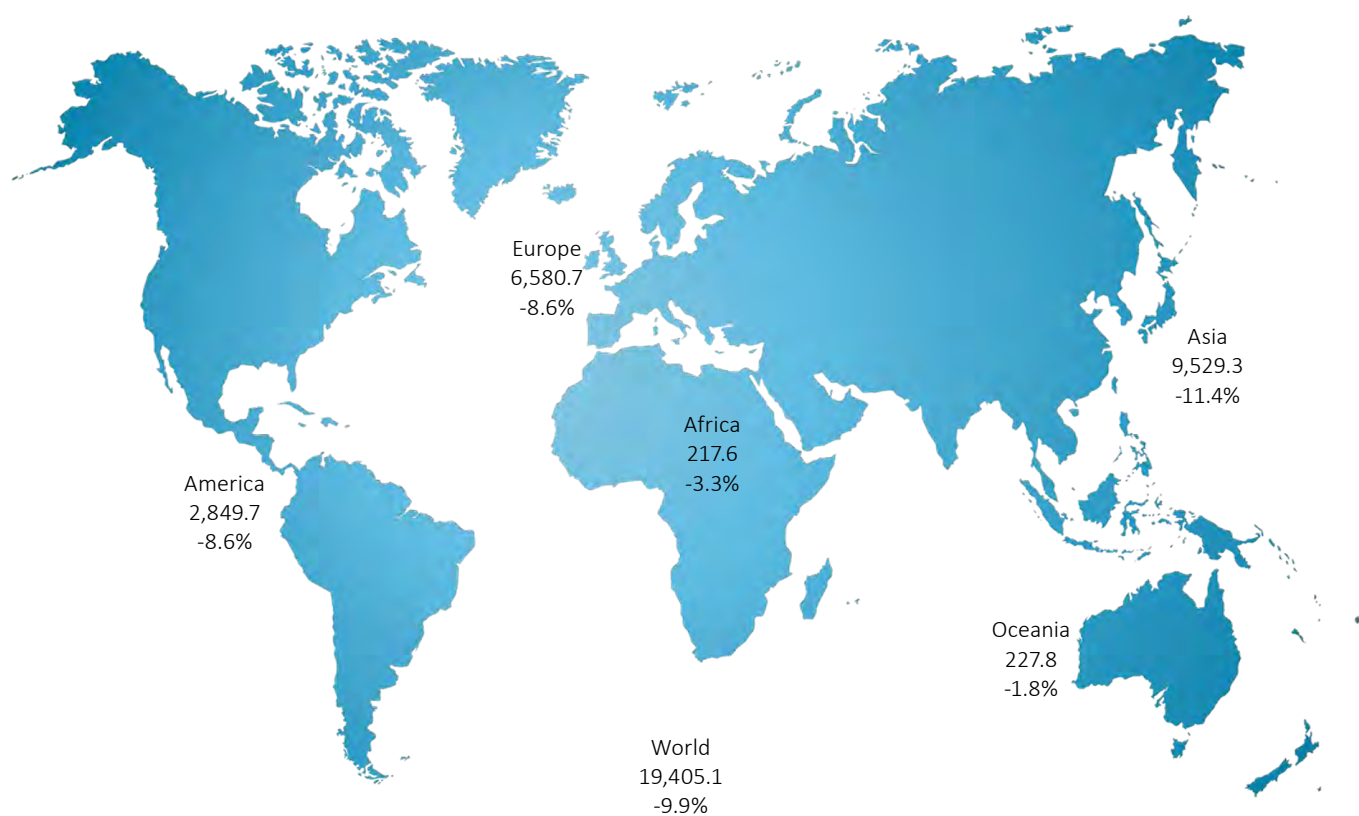 Europe
6,580.7
-8.6%
Asia
9,529.3
-11.4%
Africa
217.6
-3.3%
America
2,849.7
-8.6%
Oceania
227.8
-1.8%
World
19,405.1
-9.9%